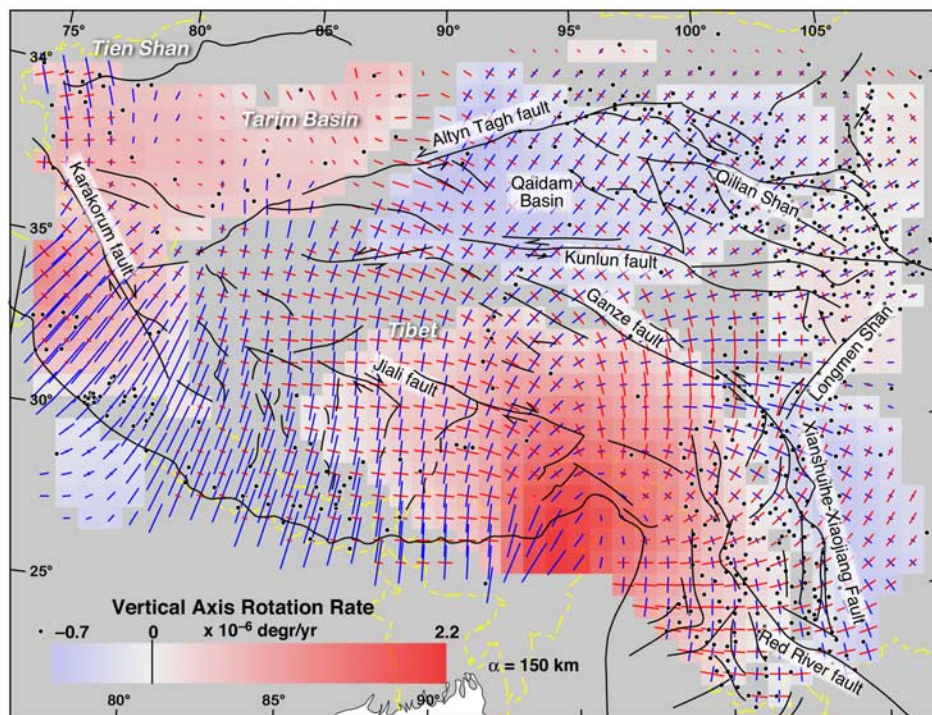 75° 80° 86 90 95 100 105
34°
Tien Shan
Tarim Basin
Altyn Tagh fault
Karakorum fault
Qaidam
Basin
Qilian Shan
35°
Kunlun fault
Ganze fault
Longmen Shan
Tibet
Jiali fault
30°
Xianshuihe-Xiaojiang Fault
25°
Vertical Axis Rotation Rate
−0.7 0 x 10⁻⁶ degr/yr 2.2
α = 150 km
Red River fault
80° 85° 90°